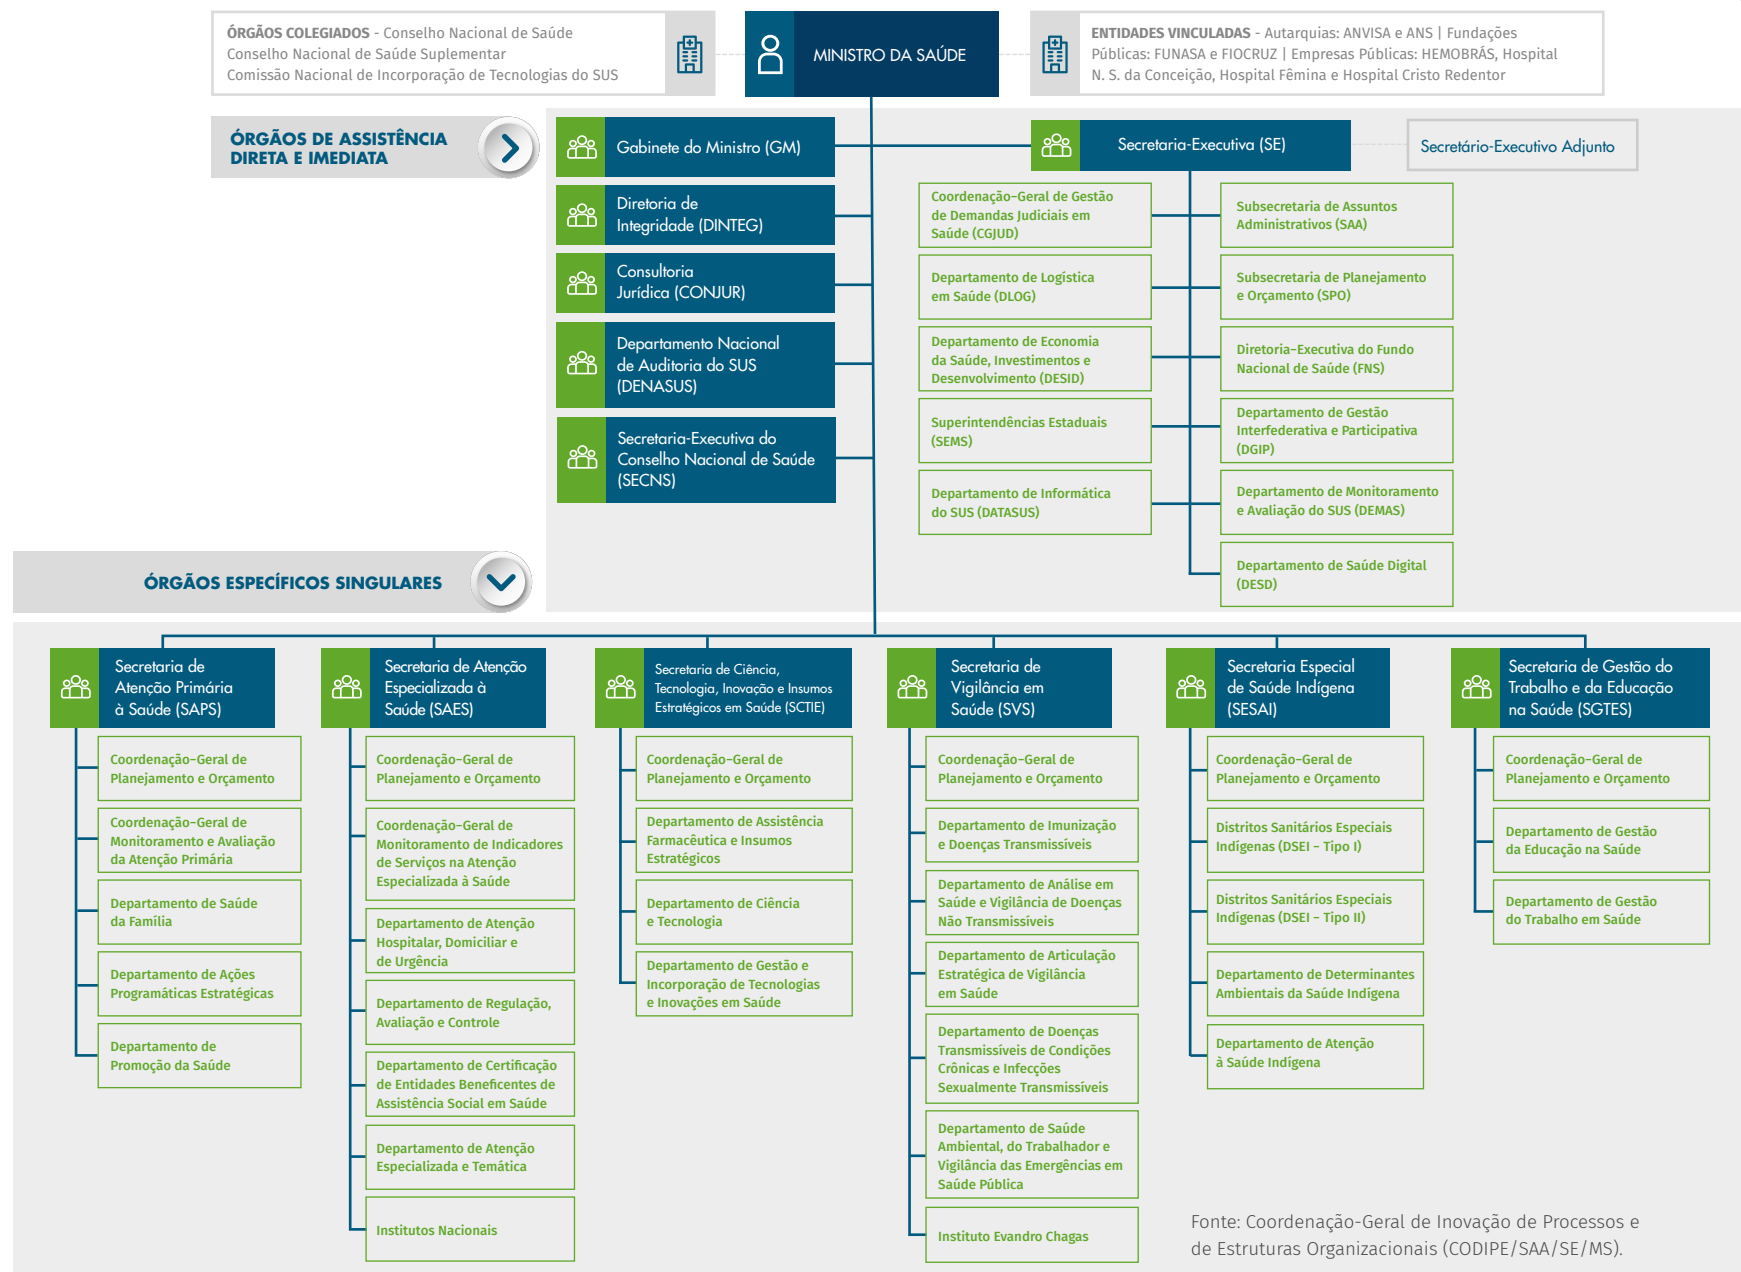 ÓRGÃOS COLEGIADOS - Conselho Nacional de Saúde
Conselho Nacional de Saúde Suplementar
Comissão Nacional de Incorporação de Tecnologias do SUS
MINISTRO DA SAÚDE
ENTIDADES VINCULADAS - Autarquias: ANVISA e ANS | Fundações
Públicas: FUNASA e FIOCRUZ | Empresas Públicas: HEMOBRÁS, Hospital
N. S. da Conceição, Hospital Fêmina e Hospital Cristo Redentor
ÓRGÃOS DE ASSISTÊNCIA
DIRETA E IMEDIATA
Gabinete do Ministro (GM)
Diretoria de
Integridade (DINTEG)
Consultoria
Jurídica (CONJUR)
Departamento Nacional
de Auditoria do SUS
(DENASUS)
Secretaria-Executiva do
Conselho Nacional de Saúde
(SECNS)
Secretaria-Executiva (SE)
Secretário-Executivo Adjunto
Coordenação-Geral de Gestão
de Demandas Judiciais em
Saúde (CGJUD)
Departamento de Logística
em Saúde (DLOG)
Departamento de Economia
da Saúde, Investimentos e
Desenvolvimento (DESID)
Superintendências Estaduais
(SEMS)
Departamento de Informática
do SUS (DATASUS)
Subsecretaria de Assuntos
Administrativos (SAA)
Subsecretaria de Planejamento
e Orçamento (SPO)
Diretoria-Executiva do Fundo
Nacional de Saúde (FNS)
Departamento de Gestão
Interfederativa e Participativa
(DGIP)
Departamento de Monitoramento
e Avaliação do SUS (DEMAS)
Departamento de Saúde Digital
(DESD)
ÓRGÃOS ESPECÍFICOS SINGULARES
Secretaria de
Atenção Primária
à Saúde (SAPS)
Coordenação-Geral de
Planejamento e Orçamento
Coordenação-Geral de
Monitoramento e Avaliação
da Atenção Primária
Departamento de Saúde
da Família
Departamento de Ações
Programáticas Estratégicas
Departamento de
Promoção da Saúde
Secretaria de Atenção
Especializada à
Saúde (SAES)
Coordenação-Geral de
Planejamento e Orçamento
Coordenação-Geral de
Monitoramento de Indicadores
de Serviços na Atenção
Especializada à Saúde
Departamento de Atenção
Hospitalar, Domiciliar e
de Urgência
Departamento de Regulação,
Avaliação e Controle
Departamento de Certificação
de Entidades Beneficentes de
Assistência Social em Saúde
Departamento de Atenção
Especializada e Temática
Institutos Nacionais
Secretaria de Ciência,
Tecnologia, Inovação e Insumos
Estratégicos em Saúde (SCTIE)
Coordenação-Geral de
Planejamento e Orçamento
Departamento de Assistência
Farmacêutica e Insumos
Estratégicos
Departamento de Ciência
e Tecnologia
Departamento de Gestão e
Incorporação de Tecnologias
e Inovações em Saúde
Secretaria de
Vigilância em
Saúde (SVS)
Coordenação-Geral de
Planejamento e Orçamento
Departamento de Imunização
e Doenças Transmissíveis
Departamento de Análise em
Saúde e Vigilância de Doenças
Não Transmissíveis
Departamento de Articulação
Estratégica de Vigilância
em Saúde
Departamento de Doenças
Transmissíveis de Condições
Crônicas e Infecções
Sexualmente Transmissíveis
Departamento de Saúde
Ambiental, do Trabalhador e
Vigilância das Emergências em
Saúde Pública
Instituto Evandro Chagas
Secretaria Especial
de Saúde Indígena
(SESAI)
Coordenação-Geral de
Planejamento e Orçamento
Distritos Sanitários Especiais
Indígenas (DSEI - Tipo I)
Distritos Sanitários Especiais
Indígenas (DSEI - Tipo II)
Departamento de Determinantes
Ambientais da Saúde Indígena
Departamento de Atenção
à Saúde Indígena
Secretaria de Gestão do
Trabalho e da Educação
na Saúde (SGTES)
Coordenação-Geral de
Planejamento e Orçamento
Departamento de Gestão
da Educação na Saúde
Departamento de Gestão
do Trabalho em Saúde
Fonte: Coordenação-Geral de Inovação de Processos e
de Estruturas Organizacionais (CODIPE/SAA/SE/MS).